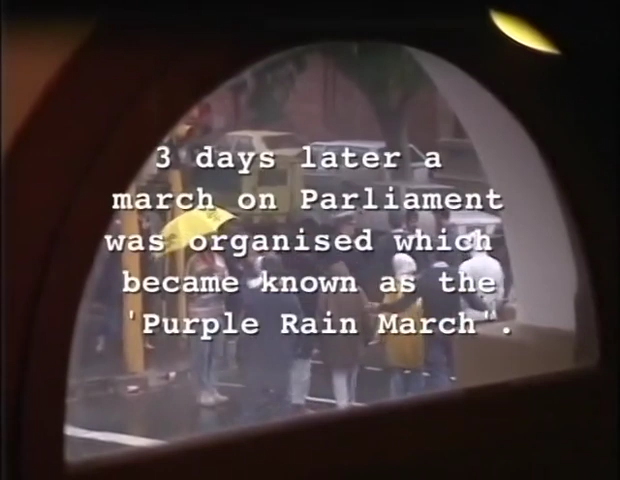 3 days later a
march on Parliament
was organised which
became known as the
'Purple Rain March".